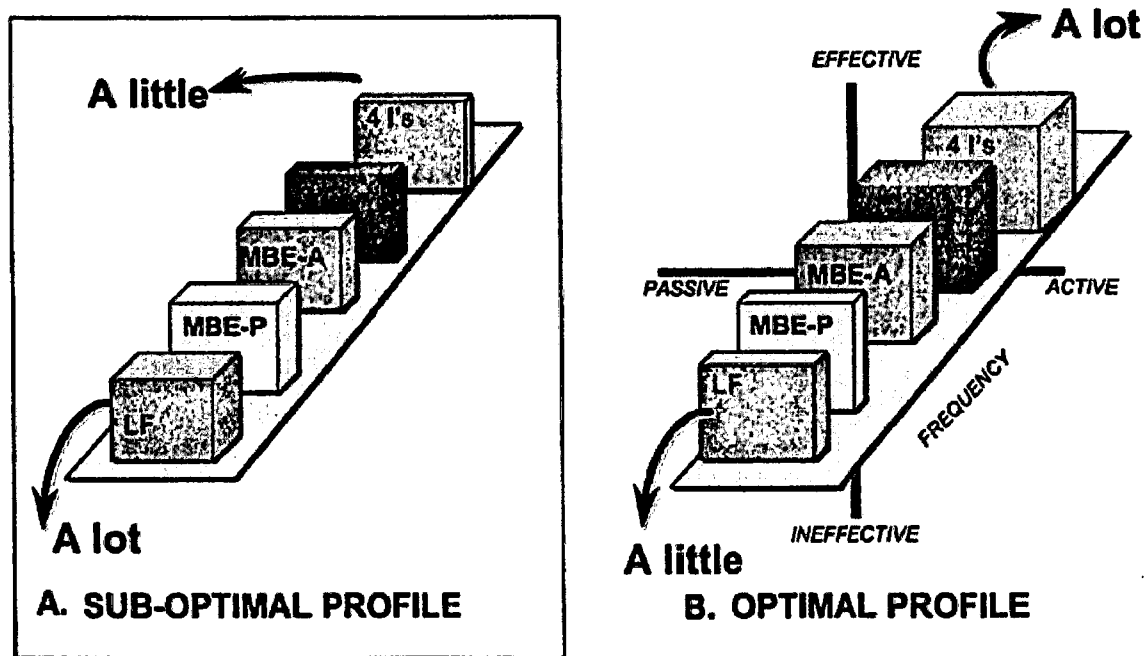 A little
4 I's
MBE-A
MBE-P
LF
A lot
A. SUB-OPTIMAL PROFILE
A lot
EFFECTIVE
4 I's
MBE-A
PASSIVE
ACTIVE
MBE-P
LF
FREQUENCY
INEFFECTIVE
A little
B. OPTIMAL PROFILE